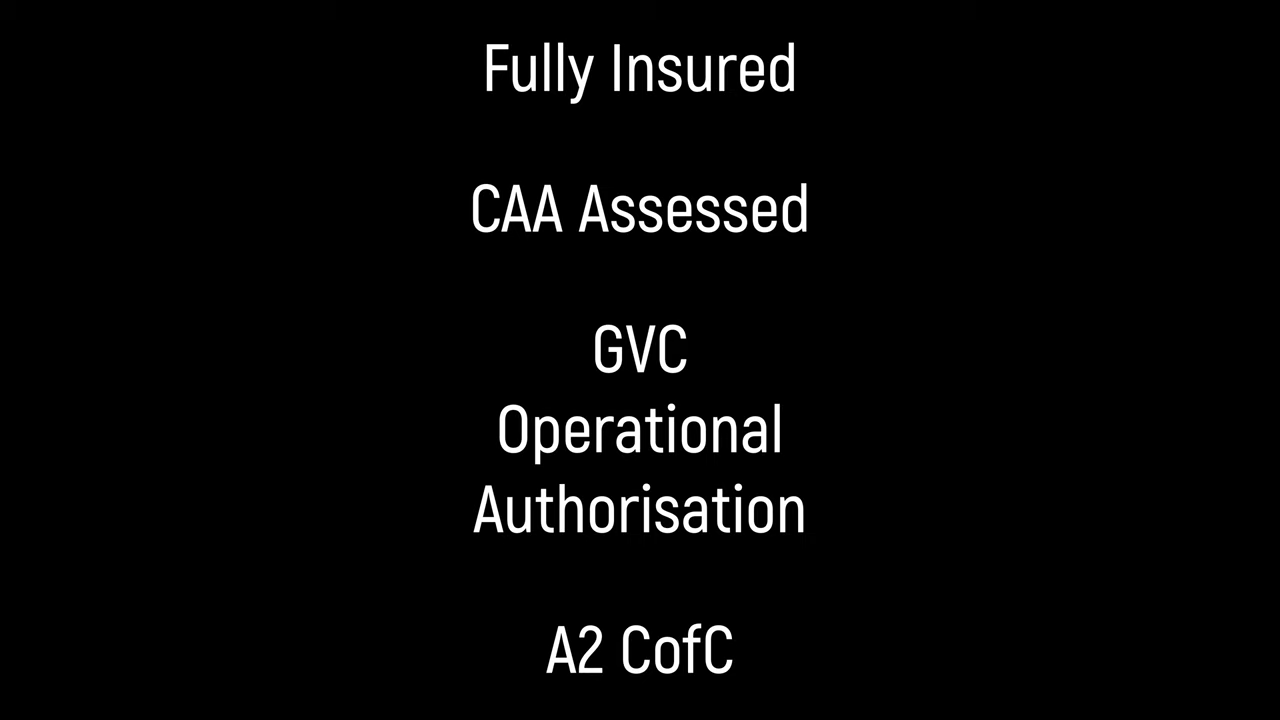 Fully Insured
CAA Assessed
GVC
Operational
Authorisation
A2 CofC